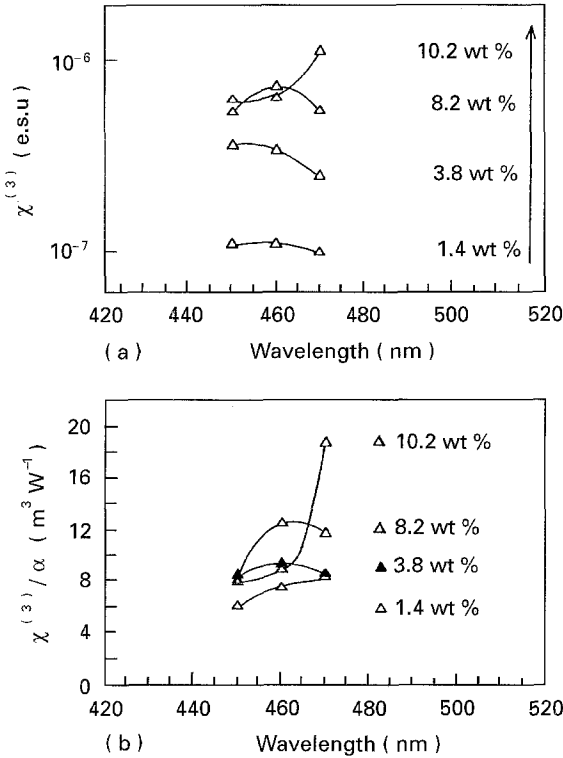 10⁻⁶
10⁻⁷
χ⁽³⁾ ( e.s.u )
10.2 wt %
8.2 wt %
3.8 wt %
1.4 wt %
420 440 460 480 500 520
( a ) Wavelength ( nm )
20
16
12
8
4
0
χ⁽³⁾ / α ( m³ W⁻¹ )
△ 10.2 wt %
△ 8.2 wt %
▲ 3.8 wt %
△ 1.4 wt %
420 440 460 480 500 520
( b ) Wavelength ( nm )